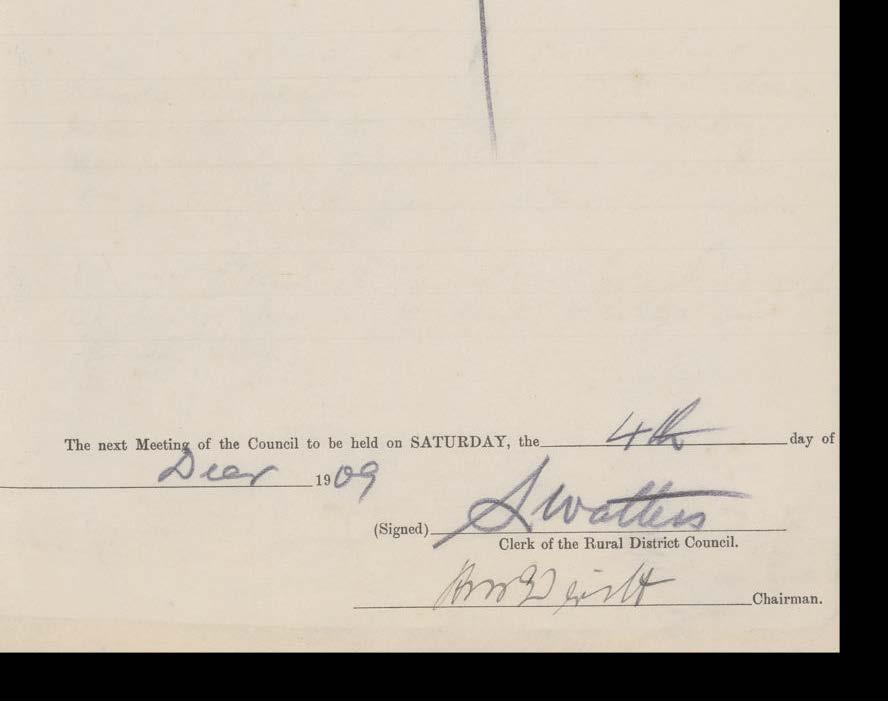 The next Meeting of the Council to be held on SATURDAY, the 4th day of
Decr 1909
(Signed) S Watters
Clerk of the Rural District Council.
Chairman.